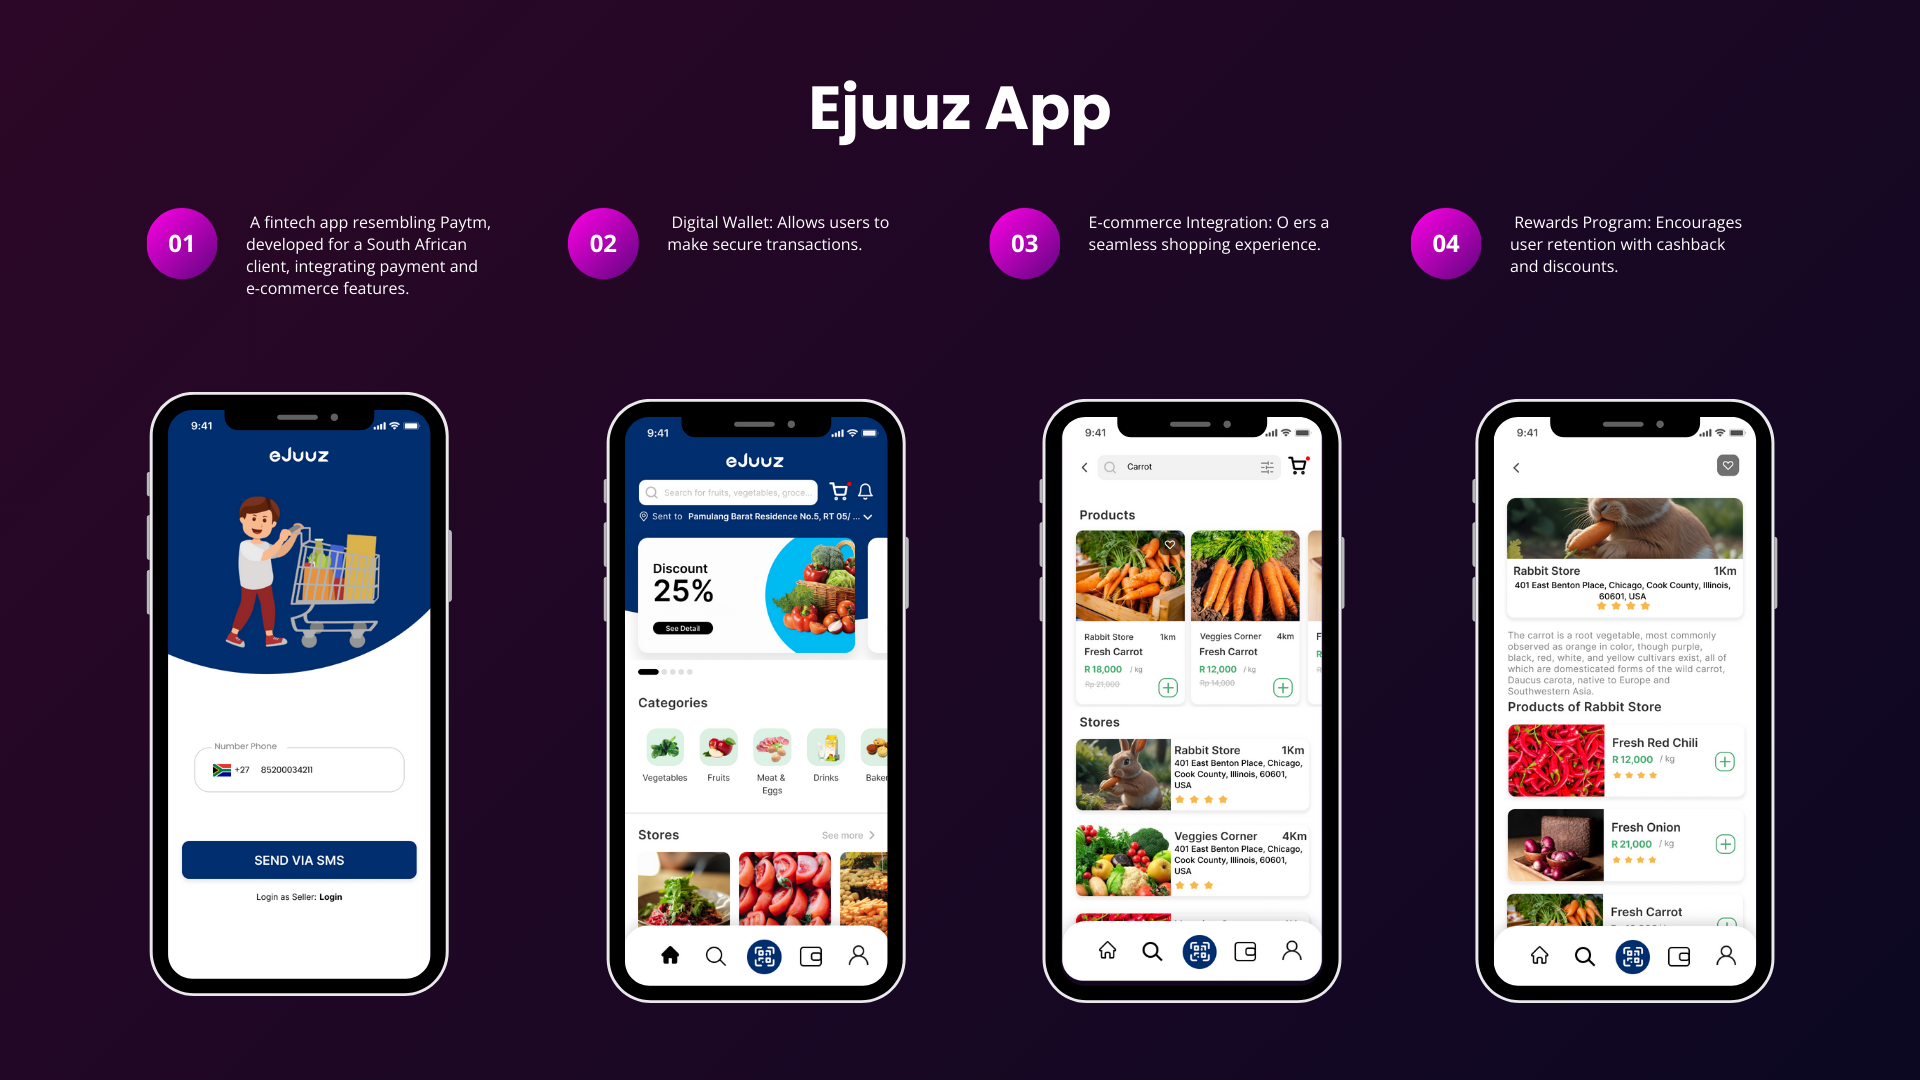 Ejuuz App
01
A fintech app resembling Paytm,
developed for a South African
client, integrating payment and
e-commerce features.
02
Digital Wallet: Allows users to
make secure transactions.
03
E-commerce Integration: O ers a
seamless shopping experience.
04
Rewards Program: Encourages
user retention with cashback
and discounts.
9:41
eJuuz
Number Phone
+27 85200034211
SEND VIA SMS
Login as Seller: Login
9:41
eJuuz
Search for fruits, vegetables, groce...
Sent to Pamulang Barat Residence No.5, RT 05/ ...
Discount
25%
See Detail
Categories
Vegetables
Fruits
Meat &
Eggs
Drinks
Baker
Stores
See more
9:41
Carrot
Products
Rabbit Store 1km
Fresh Carrot
R 18,000 / kg
Rp 21,000
Veggies Corner 4km
Fresh Carrot
R 12,000 / kg
Rp 14,000
F
R
Stores
Rabbit Store 1Km
401 East Benton Place, Chicago,
Cook County, Illinois, 60601,
USA
Veggies Corner 4Km
401 East Benton Place, Chicago,
Cook County, Illinois, 60601,
USA
9:41
Rabbit Store 1Km
401 East Benton Place, Chicago, Cook County, Illinois,
60601, USA
The carrot is a root vegetable, most commonly
observed as orange in color, though purple,
black, red, white, and yellow cultivars exist, all of
which are domesticated forms of the wild carrot,
Daucus carota, native to Europe and
Southwestern Asia.
Products of Rabbit Store
Fresh Red Chili
R 12,000 / kg
Fresh Onion
R 21,000 / kg
Fresh Carrot